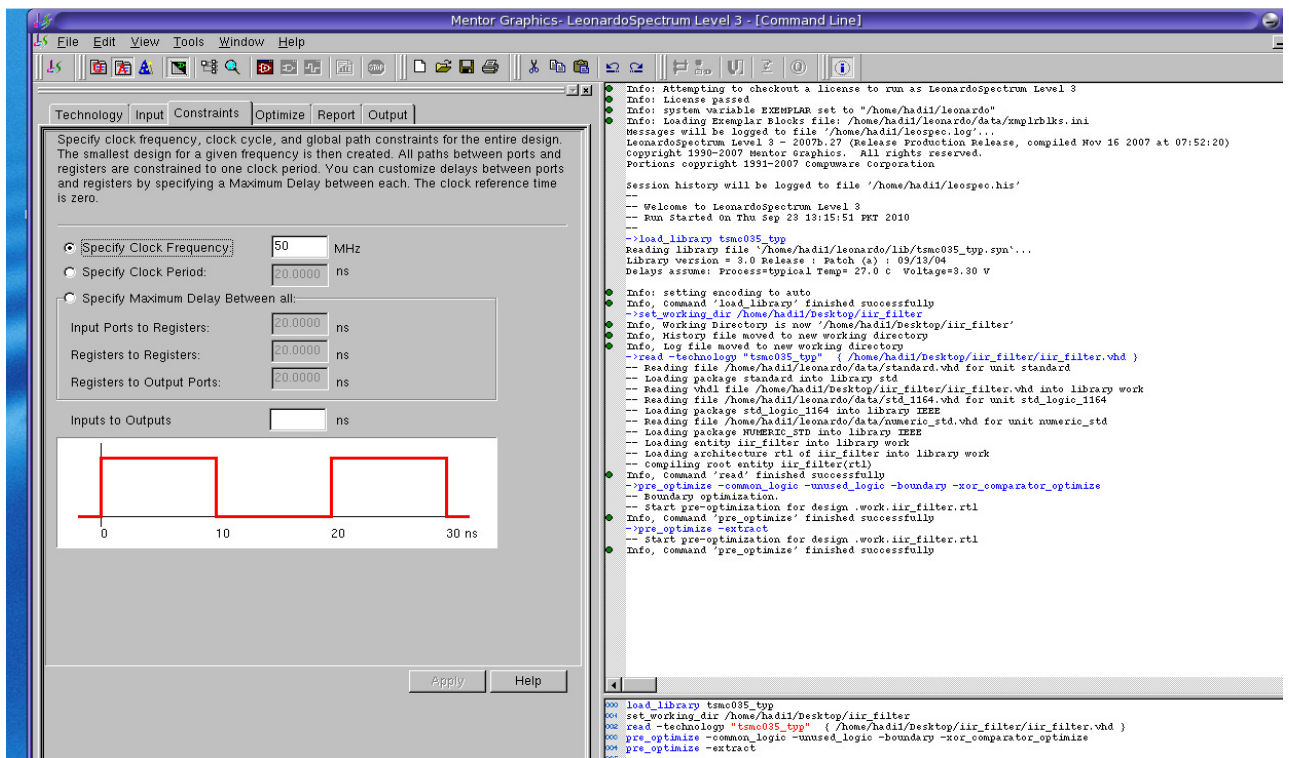 Mentor Graphics- LeonardoSpectrum Level 3 - [Command Line]
File Edit View Tools Window Help
Technology Input Constraints Optimize Report Output
Specify clock frequency, clock cycle, and global path constraints for the entire design.
The smallest design for a given frequency is then created. All paths between ports and
registers are constrained to one clock period. You can customize delays between ports
and registers by specifying a Maximum Delay between each. The clock reference time
is zero.
Specify Clock Frequency: 50 MHz
Specify Clock Period: 20.0000 ns
Specify Maximum Delay Between all:
Input Ports to Registers: 20.0000 ns
Registers to Registers: 20.0000 ns
Registers to Output Ports: 20.0000 ns
Inputs to Outputs ns
0 10 20 30 ns
Apply Help
Info: Attempting to checkout a license to run as LeonardoSpectrum Level 3
Info: License passed
Info: system variable EXEMPLAR set to "/home/hadi1/leonardo"
Info: Loading Exemplar Blocks file: /home/hadi1/leonardo/data/xmplrblks.ini
Messages will be logged to file '/home/hadi1/leospec.log'...
LeonardoSpectrum Level 3 - 2007b.27 (Release Production Release, compiled Nov 16 2007 at 07:52:20)
Copyright 1990-2007 Mentor Graphics. All rights reserved.
Portions copyright 1991-2007 Compuware Corporation
Session history will be logged to file '/home/hadi1/leospec.his'
--
-- Welcome to LeonardoSpectrum Level 3
-- Run Started On Thu Sep 23 13:15:51 PKT 2010
--
->load_library tsmc035_typ
Reading library file `/home/hadi1/leonardo/lib/tsmc035_typ.syn`...
Library version = 3.0 Release : Patch (a) : 09/13/04
Delays assume: Process=typical Temp= 27.0 C Voltage=3.30 V
Info: setting encoding to auto
Info, Command 'load_library' finished successfully
->set_working_dir /home/hadi1/Desktop/iir_filter
Info, Working Directory is now '/home/hadi1/Desktop/iir_filter'
Info, History file moved to new working directory
Info, Log file moved to new working directory
->read -technology "tsmc035_typ" { /home/hadi1/Desktop/iir_filter/iir_filter.vhd }
-- Reading file /home/hadi1/leonardo/data/standard.vhd for unit standard
-- Loading package standard into library std
-- Reading vhdl file /home/hadi1/Desktop/iir_filter/iir_filter.vhd into library work
-- Reading file /home/hadi1/leonardo/data/std_1164.vhd for unit std_logic_1164
-- Loading package std_logic_1164 into library IEEE
-- Reading file /home/hadi1/leonardo/data/numeric_std.vhd for unit numeric_std
-- Loading package NUMERIC_STD into library IEEE
-- Loading entity iir_filter into library work
-- Loading architecture rtl of iir_filter into library work
-- Compiling root entity iir_filter(rtl)
Info, Command 'read' finished successfully
->pre_optimize -common_logic -unused_logic -boundary -xor_comparator_optimize
-- Boundary optimization.
-- Start pre-optimization for design .work.iir_filter.rtl
Info, Command 'pre_optimize' finished successfully
->pre_optimize -extract
-- Start pre-optimization for design .work.iir_filter.rtl
Info, Command 'pre_optimize' finished successfully
load_library tsmc035_typ
set_working_dir /home/hadi1/Desktop/iir_filter
read -technology "tsmc035_typ" { /home/hadi1/Desktop/iir_filter/iir_filter.vhd }
pre_optimize -common_logic -unused_logic -boundary -xor_comparator_optimize
pre_optimize -extract